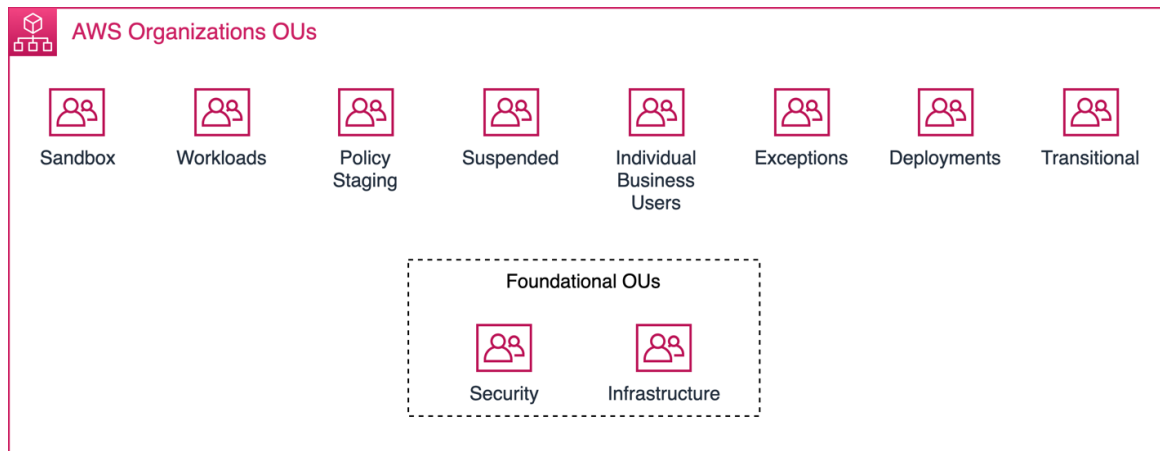 AWS Organizations OUs
Sandbox
Workloads
Policy
Staging
Suspended
Individual
Business
Users
Exceptions
Deployments
Transitional
Foundational OUs
Security
Infrastructure